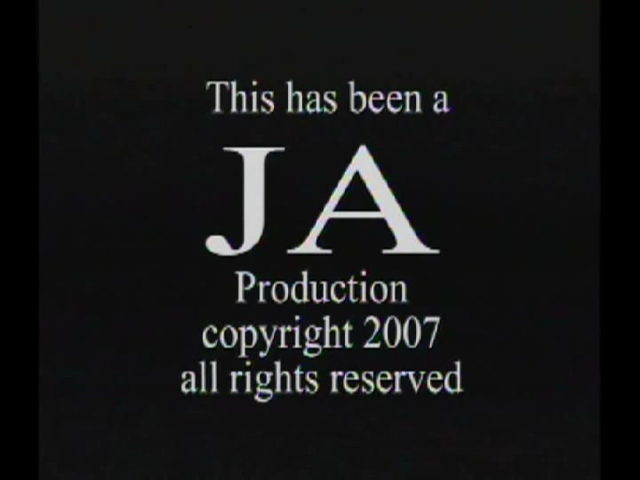 This has been a
JA
Production
copyright 2007
all rights reserved